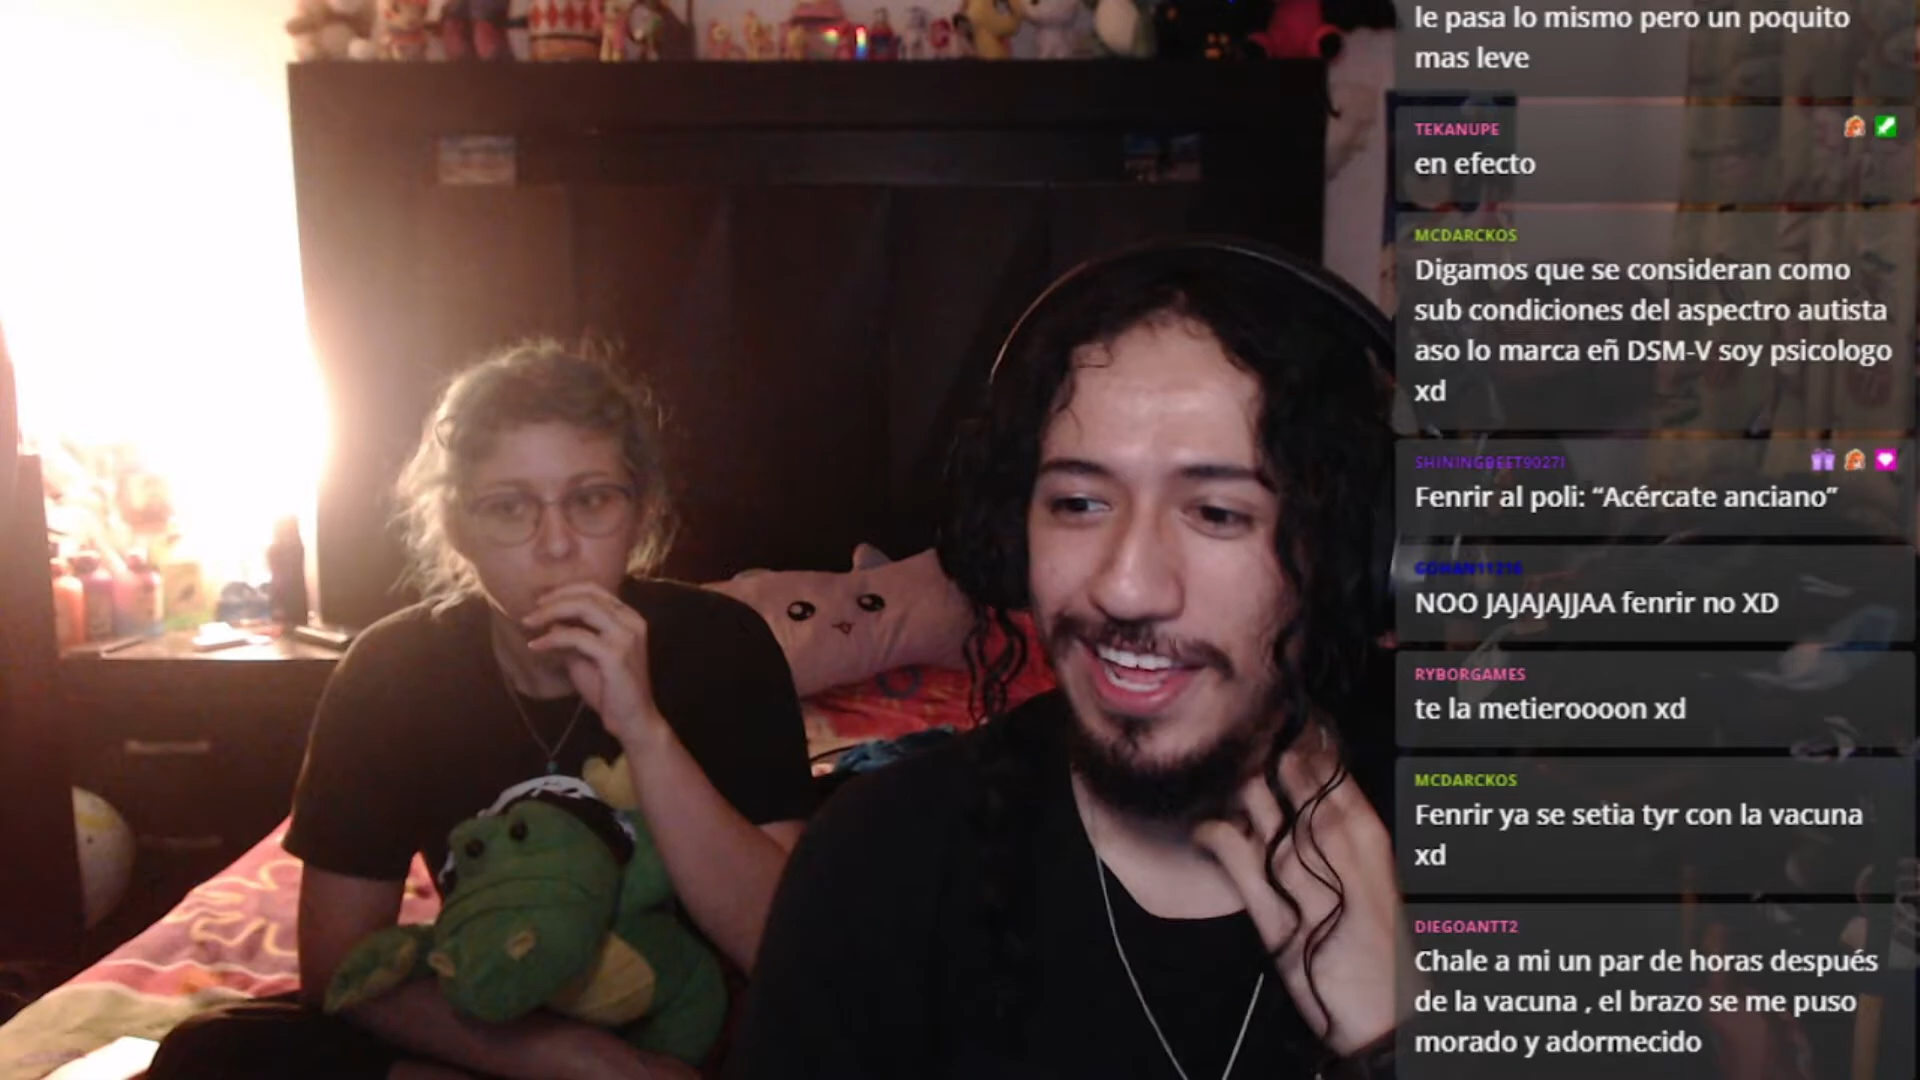 le pasa lo mismo pero un poquito
mas leve
TEKANUPE
en efecto
MCDARCKOS
Digamos que se consideran como
sub condiciones del aspectro autista
aso lo marca eñ DSM-V soy psicologo
xd
SHININGBEET90271
Fenrir al poli: “Acércate anciano”
GOHAN11216
NOO JAJAJAJJAA fenrir no XD
RYBORGAMES
te la metieroooon xd
MCDARCKOS
Fenrir ya se setia tyr con la vacuna
xd
DIEGOANTT2
Chale a mi un par de horas después
de la vacuna , el brazo se me puso
morado y adormecido